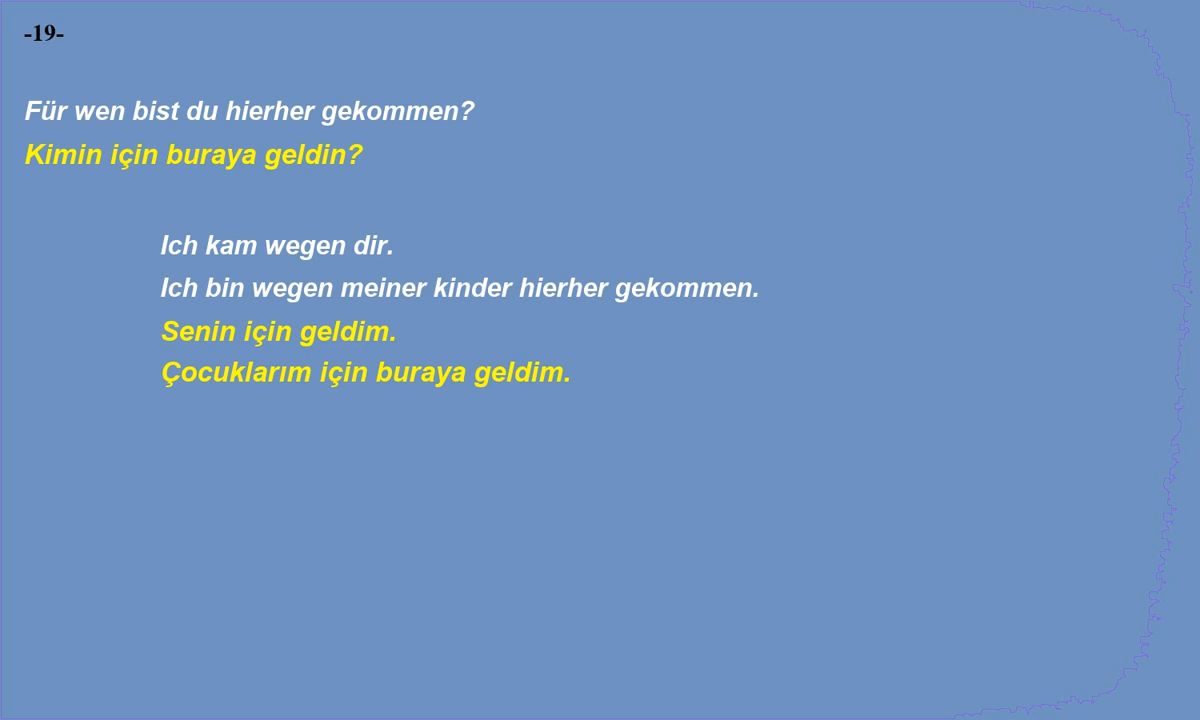 -19-
Für wen bist du hierher gekommen?
Kimin için buraya geldin?
Ich kam wegen dir.
Ich bin wegen meiner kinder hierher gekommen.
Senin için geldim.
Çocuklarım için buraya geldim.